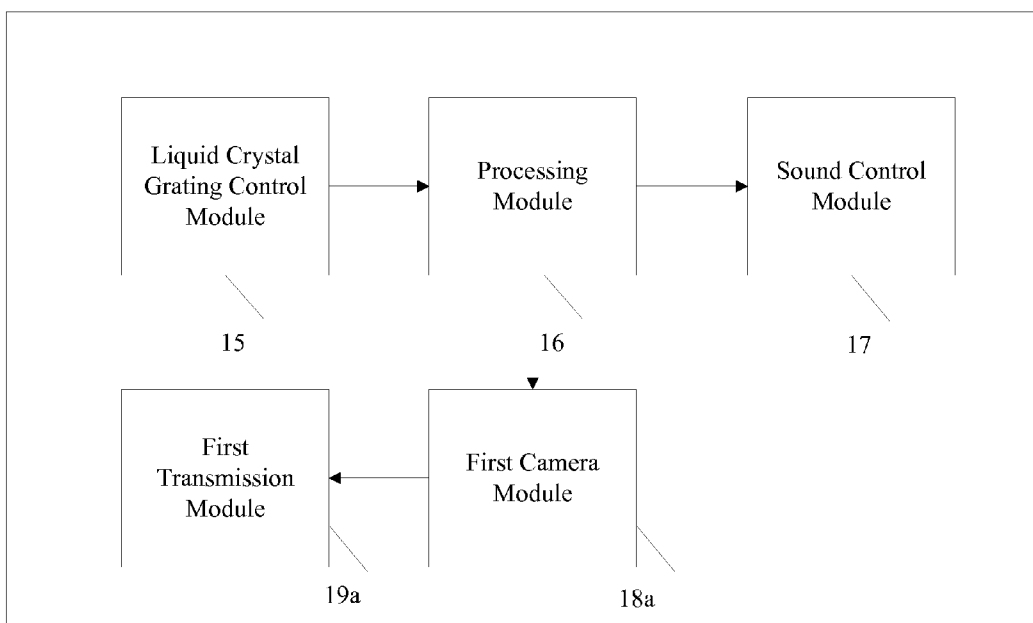 Liquid Crystal
Grating Control
Module
Processing
Module
Sound Control
Module
15
16
17
First
Transmission
Module
First Camera
Module
19a
18a